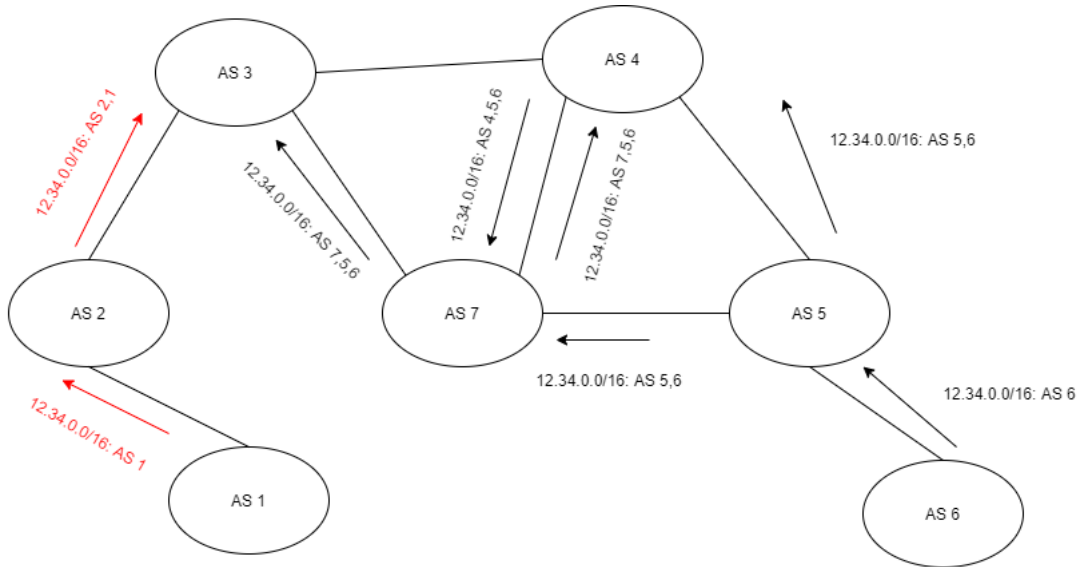 AS 3
AS 4
12.34.0.0/16: AS 2,1
12.34.0.0/16: AS 4,5,6
12.34.0.0/16: AS 5,6
12.34.0.0/16: AS 7,5,6
12.34.0.0/16: AS 7,5,6
AS 2
AS 7
AS 5
12.34.0.0/16: AS 5,6
12.34.0.0/16: AS 6
12.34.0.0/16: AS 1
AS 1
AS 6